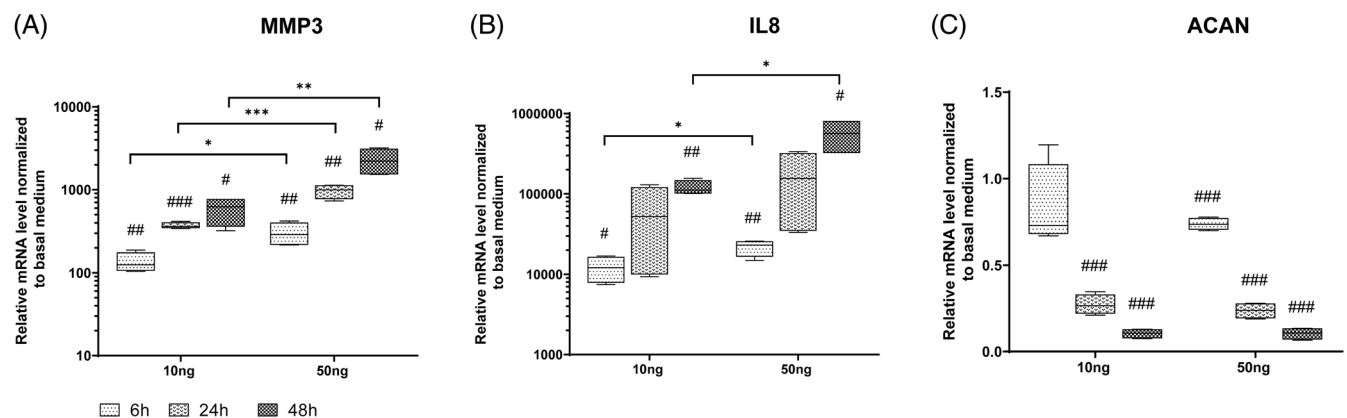 (A) MMP3
Relative mRNA level normalized
to basal medium
10000
1000
100
10
**
***
*
##
###
#
##
##
#
10ng
50ng
6h
24h
48h
(B) IL8
Relative mRNA level normalized
to basal medium
1000000
100000
10000
1000
*
*
#
##
##
#
10ng
50ng
(C) ACAN
Relative mRNA level normalized
to basal medium
1.5
1.0
0.5
0.0
###
###
###
###
###
10ng
50ng